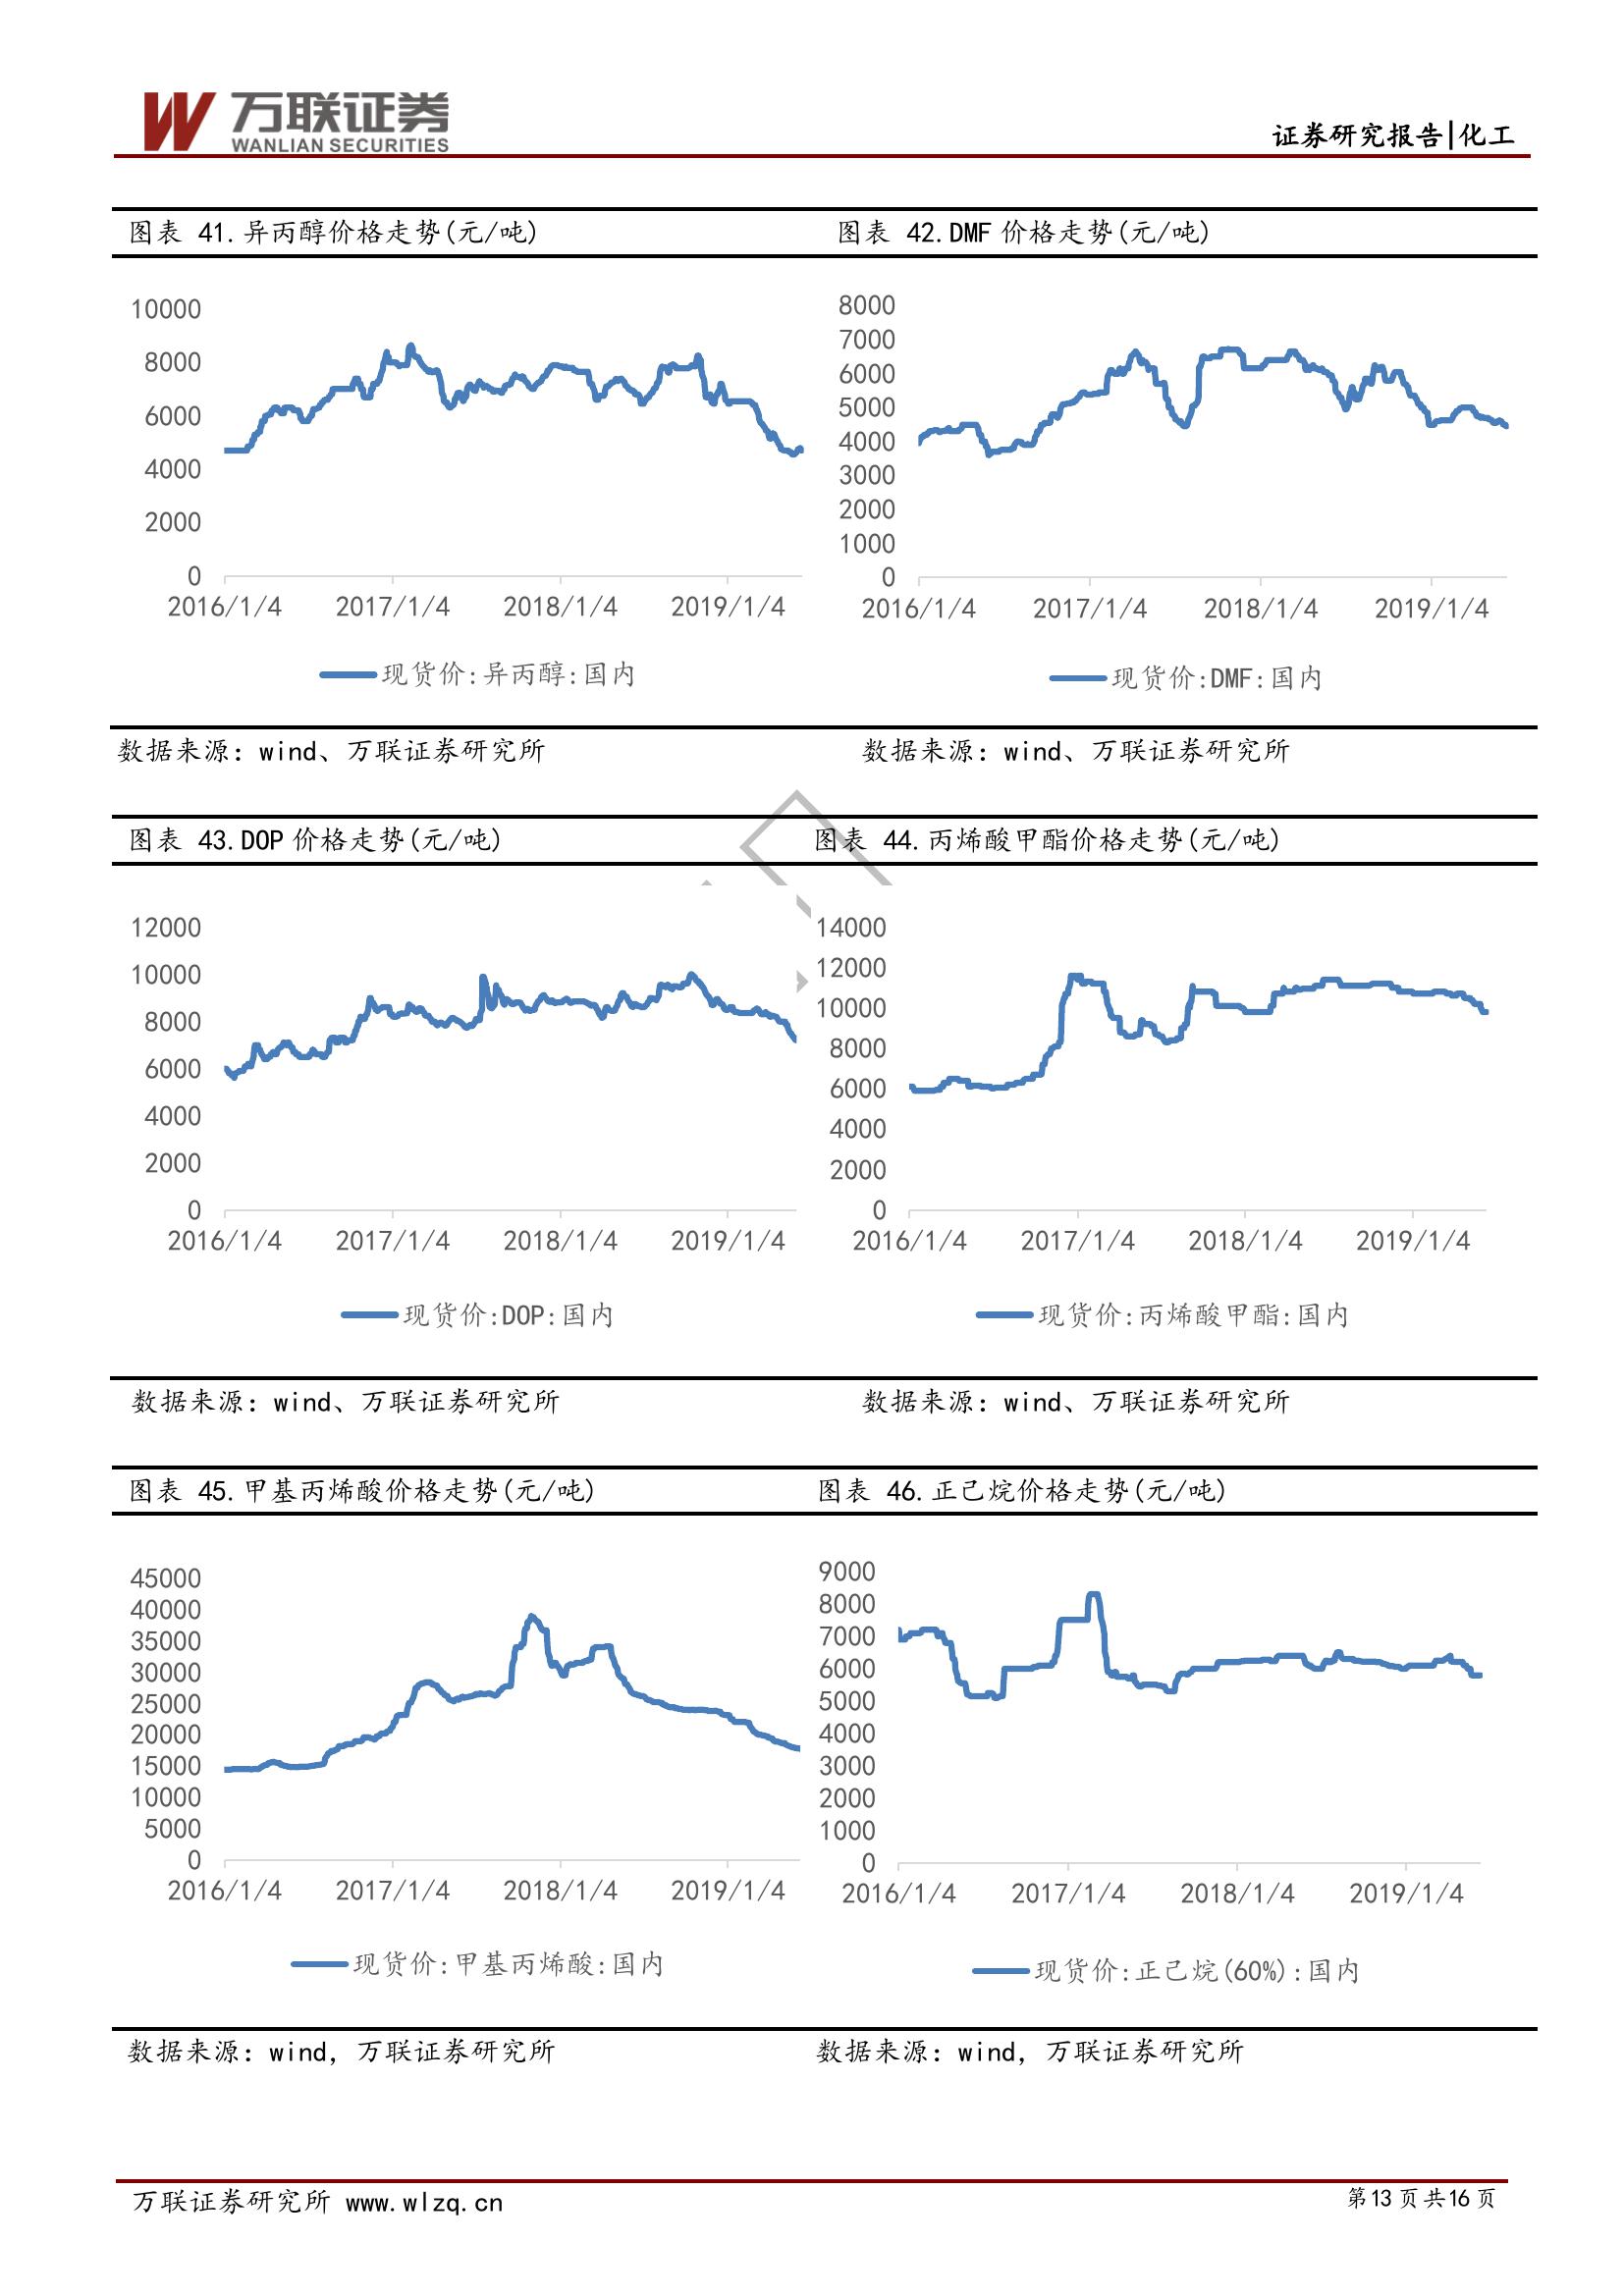 万联证券
WANLIAN SECURITIES
证券研究报告|化工
图表 41.异丙醇价格走势(元/吨)
图表 42.DMF 价格走势(元/吨)
10000
8000
6000
4000
2000
0
2016/1/4 2017/1/4 2018/1/4 2019/1/4
现货价:异丙醇:国内
8000
7000
6000
5000
4000
3000
2000
1000
0
2016/1/4 2017/1/4 2018/1/4 2019/1/4
现货价:DMF:国内
数据来源：wind、万联证券研究所
数据来源：wind、万联证券研究所
图表 43.DOP 价格走势(元/吨)
图表 44.丙烯酸甲酯价格走势(元/吨)
12000
10000
8000
6000
4000
2000
0
2016/1/4 2017/1/4 2018/1/4 2019/1/4
现货价:DOP:国内
14000
12000
10000
8000
6000
4000
2000
0
2016/1/4 2017/1/4 2018/1/4 2019/1/4
现货价:丙烯酸甲酯:国内
数据来源：wind、万联证券研究所
数据来源：wind、万联证券研究所
图表 45.甲基丙烯酸价格走势(元/吨)
图表 46.正己烷价格走势(元/吨)
45000
40000
35000
30000
25000
20000
15000
10000
5000
0
2016/1/4 2017/1/4 2018/1/4 2019/1/4
现货价:甲基丙烯酸:国内
9000
8000
7000
6000
5000
4000
3000
2000
1000
0
2016/1/4 2017/1/4 2018/1/4 2019/1/4
现货价:正己烷(60%):国内
数据来源：wind, 万联证券研究所
数据来源：wind, 万联证券研究所
万联证券研究所 www.wlzq.cn
第13页共16页